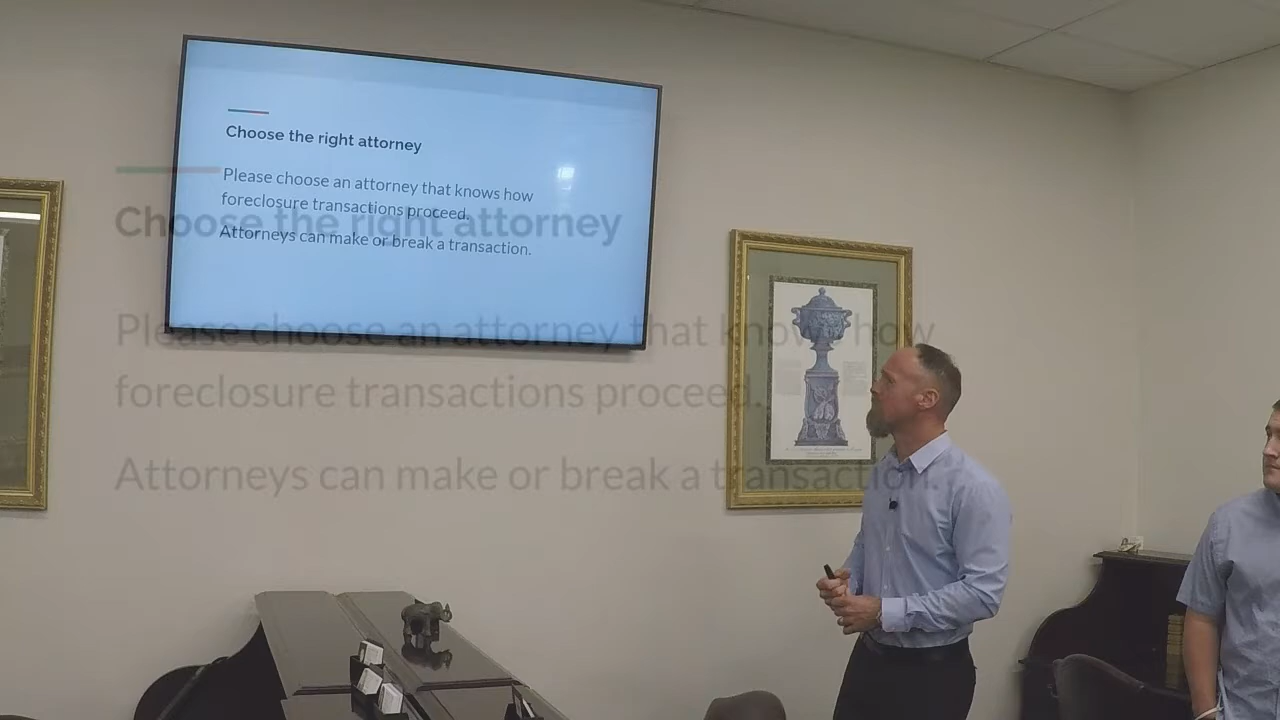 Choose the right attorney
Please choose an attorney that knows how
foreclosure transactions proceed.
Attorneys can make or break a transaction.
Choose the right attorney
Please choose an attorney that knows how
foreclosure transactions proceed.
Attorneys can make or break a transaction.